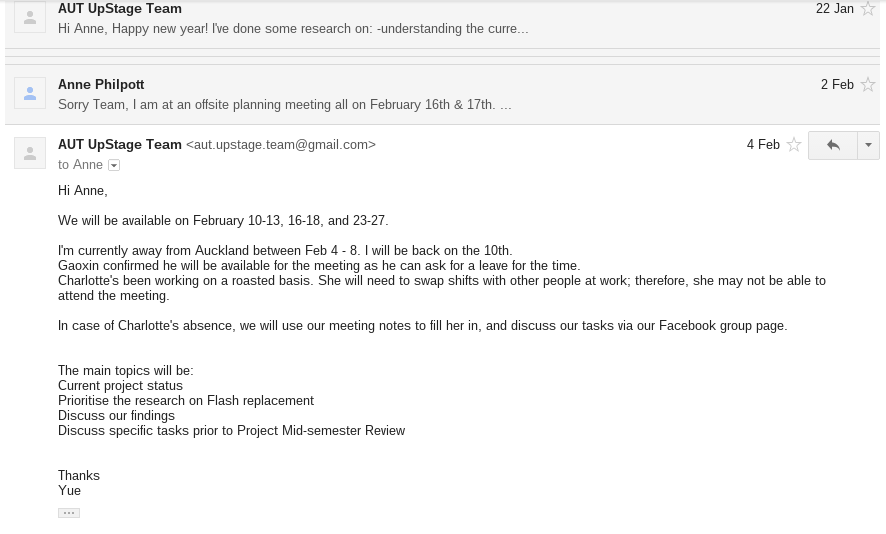 AUT UpStage Team 22 Jan
Hi Anne, Happy new year! I've done some research on: -understanding the curre...
Anne Philpott 2 Feb
Sorry Team, I am at an offsite planning meeting all on February 16th & 17th. ...
AUT UpStage Team <aut.upstage.team@gmail.com> 4 Feb
to Anne
Hi Anne,
We will be available on February 10-13, 16-18, and 23-27.
I'm currently away from Auckland between Feb 4 - 8. I will be back on the 10th.
Gaoxin confirmed he will be available for the meeting as he can ask for a leave for the time.
Charlotte's been working on a roasted basis. She will need to swap shifts with other people at work; therefore, she may not be able to
attend the meeting.
In case of Charlotte's absence, we will use our meeting notes to fill her in, and discuss our tasks via our Facebook group page.
The main topics will be:
Current project status
Prioritise the research on Flash replacement
Discuss our findings
Discuss specific tasks prior to Project Mid-semester Review
Thanks
Yue